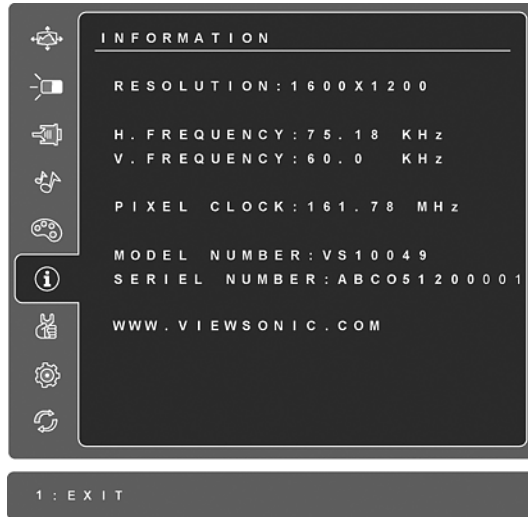 INFORMATION
RESOLUTION:1600X1200
H.FREQUENCY:75.18 KHz
V.FREQUENCY:60.0 KHz
PIXEL CLOCK:161.78 MHz
MODEL NUMBER:VS10049
SERIEL NUMBER:ABCO51200001
WWW.VIEWSONIC.COM
1:EXIT